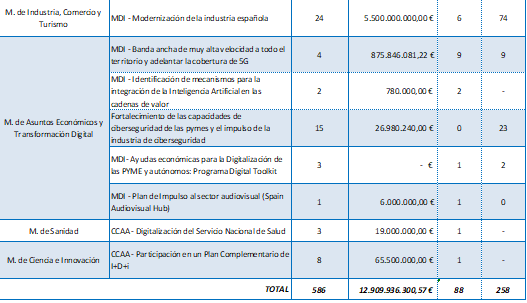 M. de Industria, Comercio y
Turismo
MDI - Modernización de la industria española
24
5.500.000.000,00 €
6
74
M. de Asuntos Económicos y
Transformación Digital
MDI - Banda ancha de muy alta velocidad a todo el
territorio y adelantar la cobertura de 5G
4
875.846.081,22 €
9
9
MDI - Identificación de mecanismos para la
integración de la Inteligencia Artificial en las
cadenas de valor
2
780.000,00 €
2
-
Fortalecimiento de las capacidades de
ciberseguridad de las pymes y el impulso de la
industria de ciberseguridad
15
26.980.240,00 €
0
23
MDI- Ayudas económicas para la Digitalización de
las PYME y autónomos: Programa Digital Toolkit
3
- €
1
2
MDI - Plan de Impulso al sector audiovisual (Spain
Audiovisual Hub)
1
6.000.000,00 €
1
0
M. de Sanidad
CCAA - Digitalización del Servicio Nacional de Salud
3
19.000.000,00 €
1
-
M. de Ciencia e Innovación
CCAA - Participación en un Plan Complementario de
I+D+i
8
65.500.000,00 €
1
-
TOTAL
586
12.909.936.300,57 €
88
258